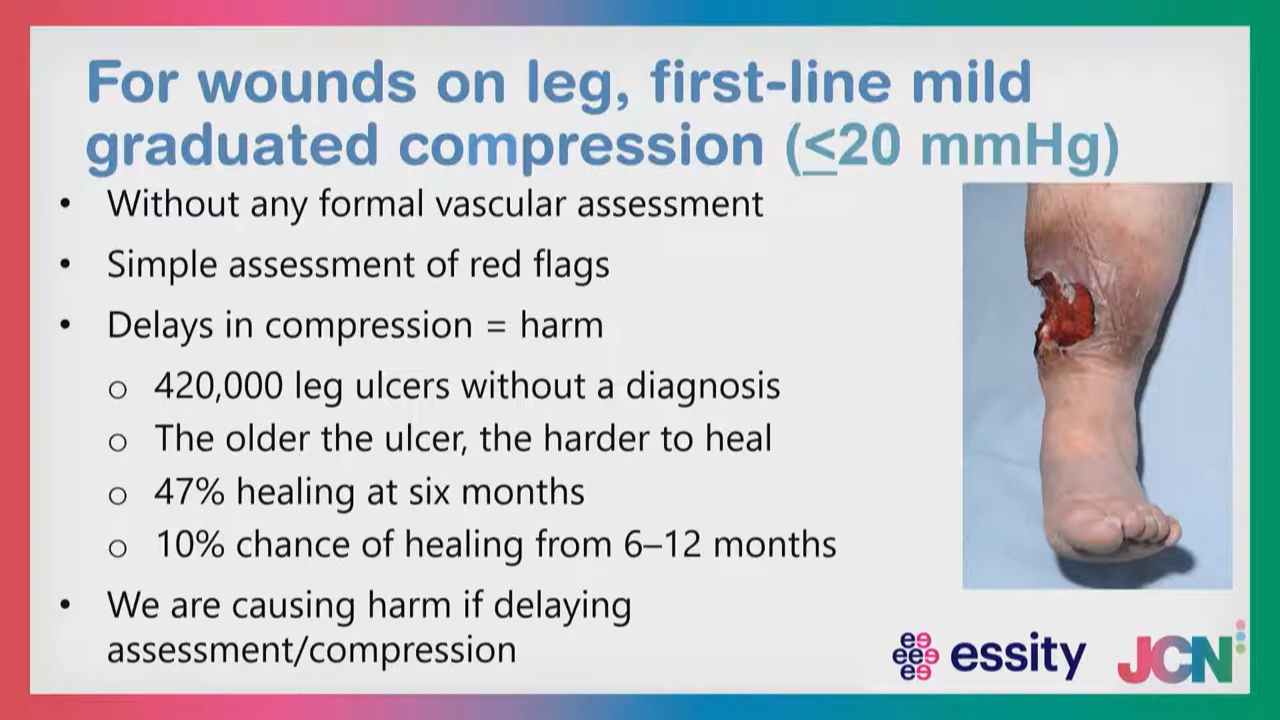 For wounds on leg, first-line mild
graduated compression (≤20 mmHg)
• Without any formal vascular assessment
• Simple assessment of red flags
• Delays in compression = harm
o 420,000 leg ulcers without a diagnosis
o The older the ulcer, the harder to heal
o 47% healing at six months
o 10% chance of healing from 6–12 months
• We are causing harm if delaying
assessment/compression
essity JCN